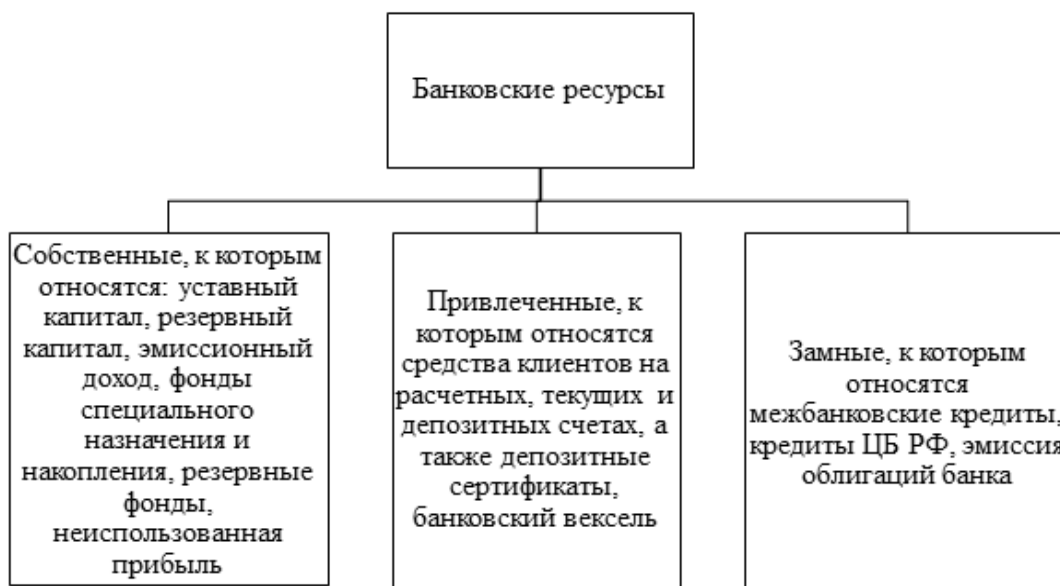 Банковские ресурсы
Собственные, к которым
относятся: уставный
капитал, резервный
капитал, эмиссионный
доход, фонды
специального
назначения и
накопления, резервные
фонды,
неиспользованная
прибыль
Привлеченные, к
которым относятся
средства клиентов на
расчетных, текущих и
депозитных счетах, а
также депозитные
сертификаты,
банковский вексель
Замные, к которым
относятся
межбанковские кредиты,
кредиты ЦБ РФ, эмиссия
облигаций банка